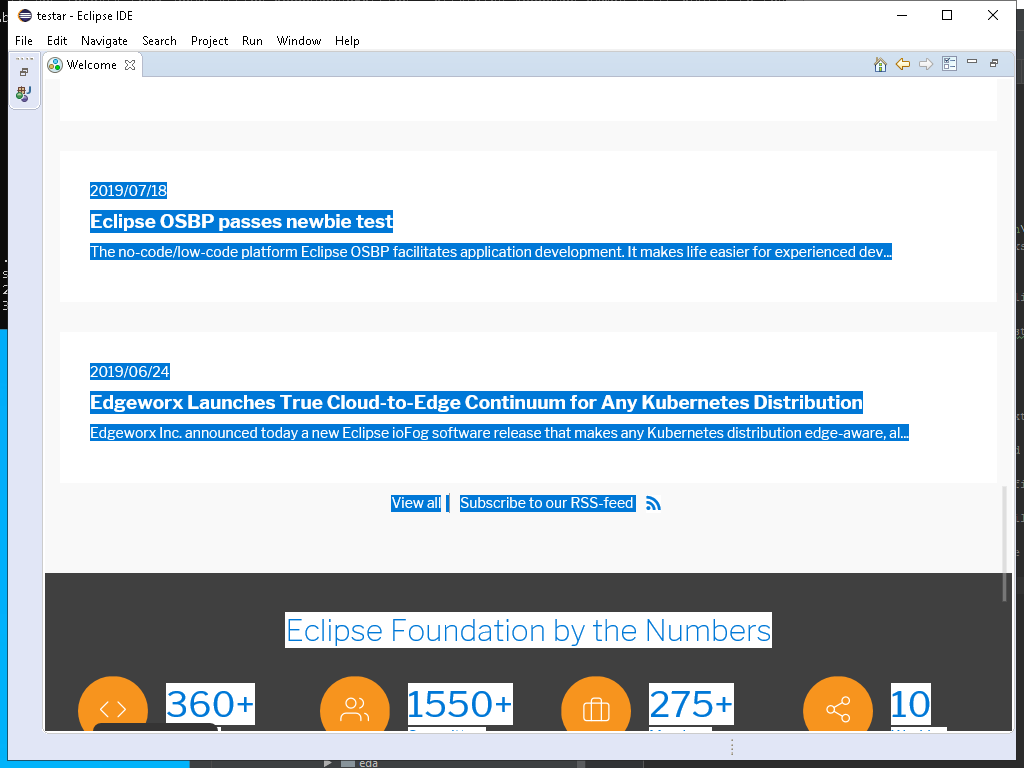 testar - Eclipse IDE
File Edit Navigate Search Project Run Window Help
Welcome
2019/07/18
Eclipse OSBP passes newbie test
The no-code/low-code platform Eclipse OSBP facilitates application development. It makes life easier for experienced dev...
2019/06/24
Edgeworx Launches True Cloud-to-Edge Continuum for Any Kubernetes Distribution
Edgeworx Inc. announced today a new Eclipse ioFog software release that makes any Kubernetes distribution edge-aware, al...
View all | Subscribe to our RSS-feed
Eclipse Foundation by the Numbers
360+ 1550+ 275+ 10
eda